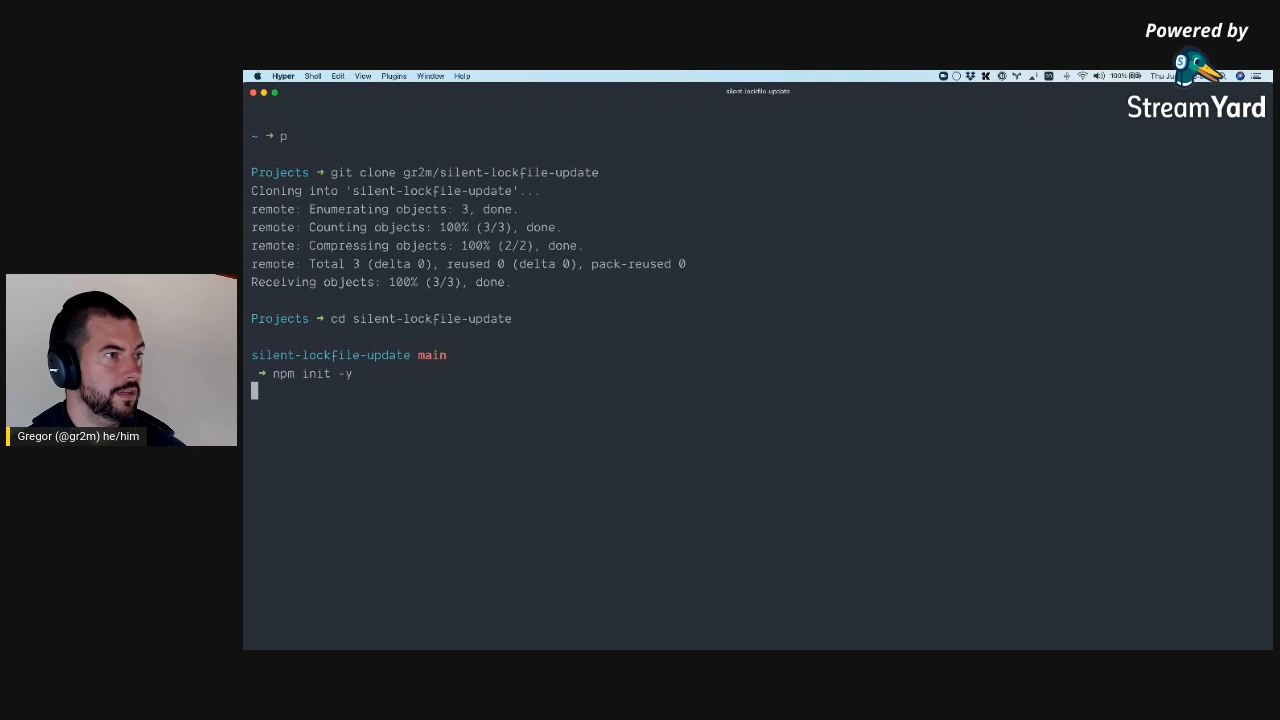 Powered by
StreamYard
Hyper Shell Edit View Plugins Window Help
100%
silent-lockfile-update
~ ➜ p
Projects ➜ git clone gr2m/silent-lockfile-update
Cloning into 'silent-lockfile-update'...
remote: Enumerating objects: 3, done.
remote: Counting objects: 100% (3/3), done.
remote: Compressing objects: 100% (2/2), done.
remote: Total 3 (delta 0), reused 0 (delta 0), pack-reused 0
Receiving objects: 100% (3/3), done.
Projects ➜ cd silent-lockfile-update
silent-lockfile-update main
➜ npm init -y
Gregor (@gr2m) he/him